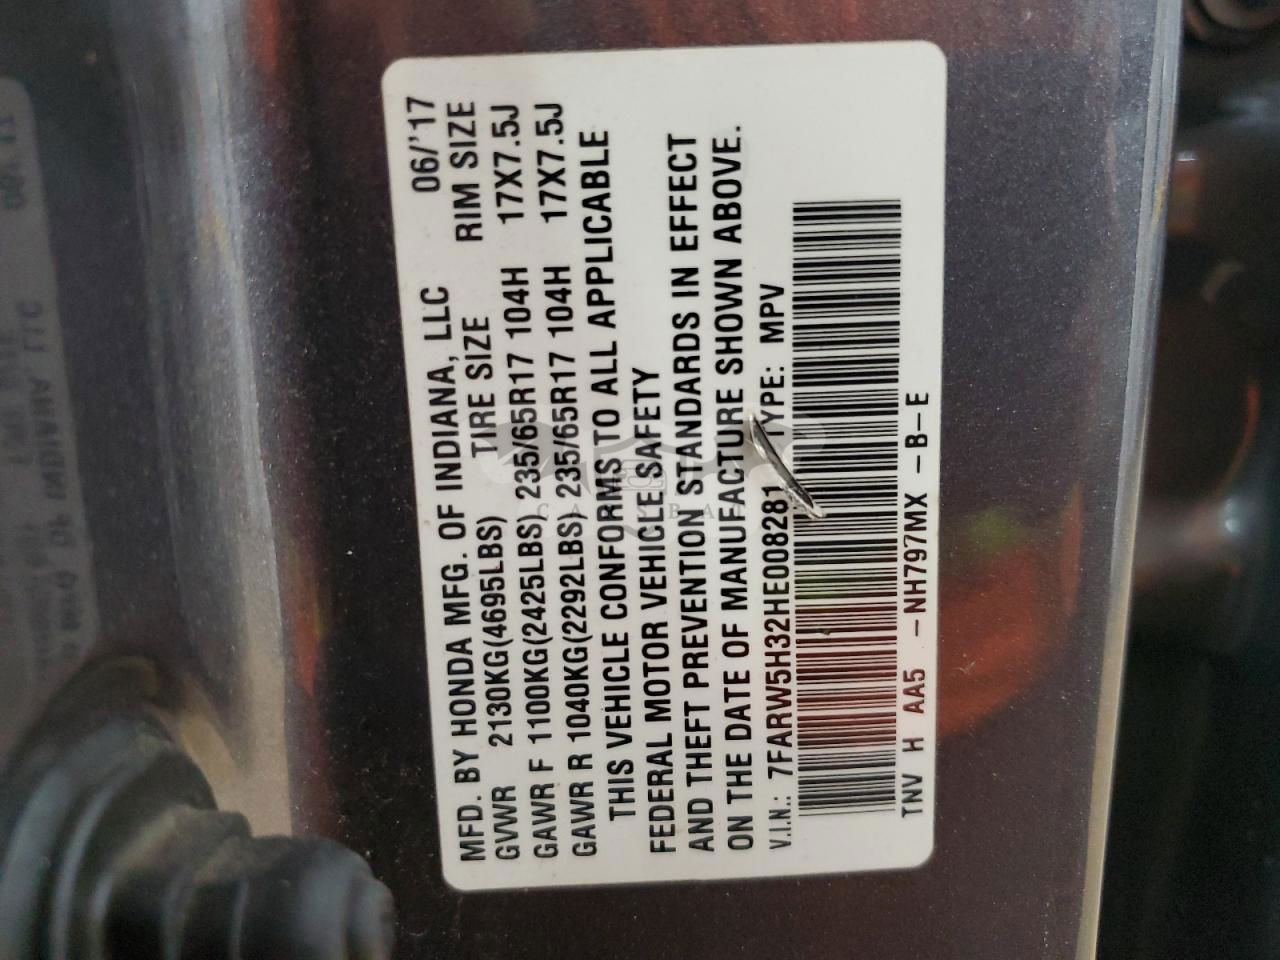 MFD. BY HONDA MFG. OF INDIANA, LLC 06/'17
GVWR 2130KG(4695LBS) TIRE SIZE RIM SIZE
GAWR F 1100KG(2425LBS) 235/65R17 104H 17X7.5J
GAWR R 1040KG(2292LBS) 235/65R17 104H 17X7.5J
THIS VEHICLE CONFORMS TO ALL APPLICABLE
FEDERAL MOTOR VEHICLE SAFETY
AND THEFT PREVENTION STANDARDS IN EFFECT
ON THE DATE OF MANUFACTURE SHOWN ABOVE.
V.I.N.: 7FARW5H32HE008281 TYPE: MPV
TNV H AA5 -NH797MX -B-E